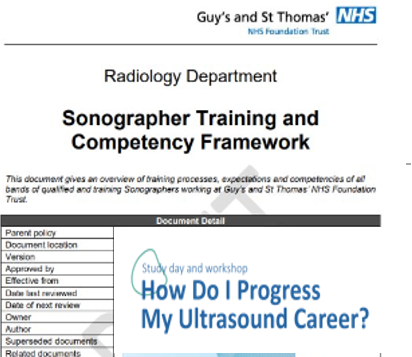 Guy's and St Thomas' NHS
NHS Foundation Trust
Radiology Department
Sonographer Training and
Competency Framework
This document gives an overview of training processes, expectations and competencies of all
bands of qualified and training Sonographers working at Guy's and St Thomas' NHS Foundation
Trust.
Document Detail
Parent policy
Document location
Version
Approved by
Effective from
Date last reviewed
Date of next review
Owner
Author
Superseded documents
Related documents
Study day and workshop
How Do I Progress
My Ultrasound Career?